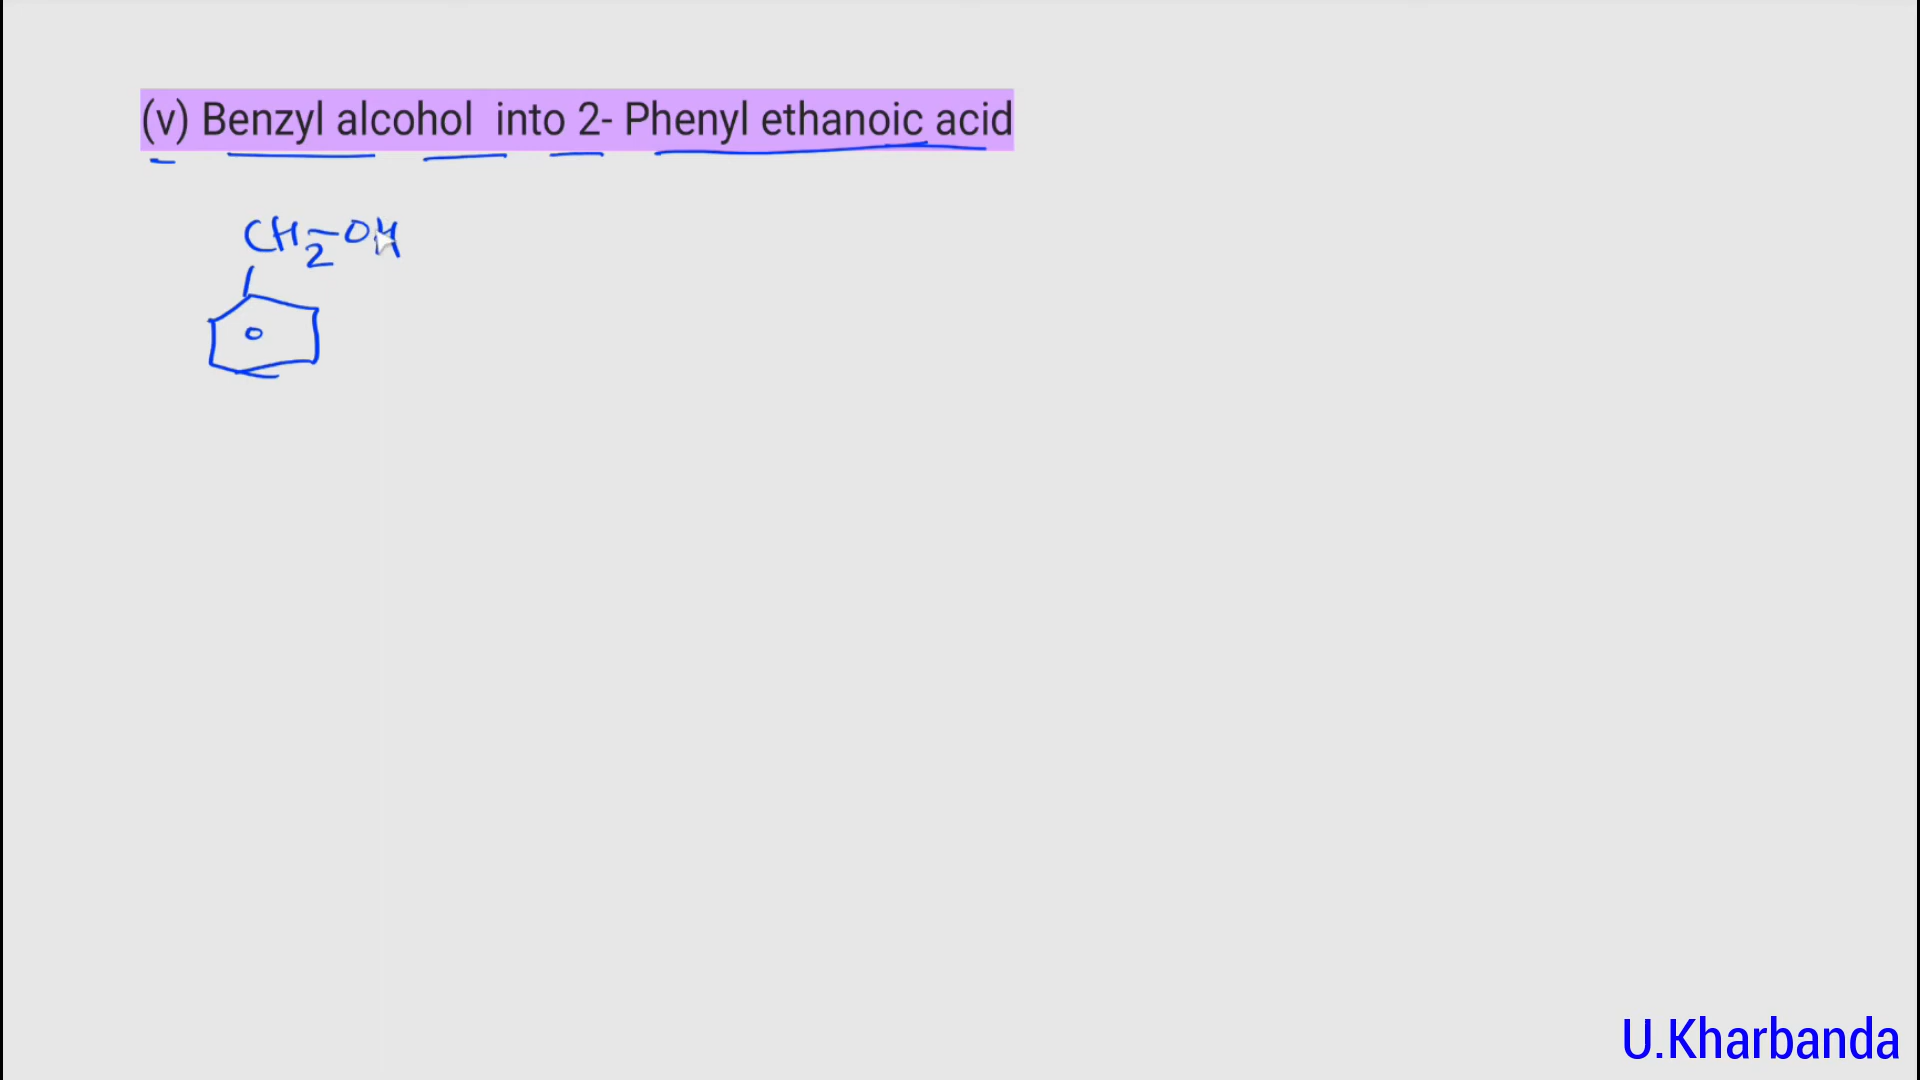 (v) Benzyl alcohol into 2- Phenyl ethanoic acid
CH2-OH
U.Kharbanda